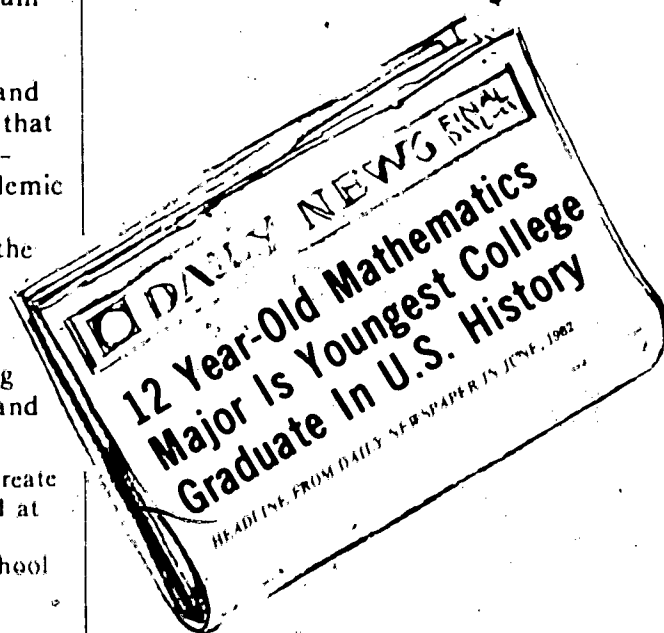 and
that
demic
the
g
and
reate
l at
hool
DAILY NEWS FINAL
12 Year-Old Mathematics
Major Is Youngest College
Graduate In U.S. History
HEADLINE FROM DAILY NEWSPAPER IN JUNE, 1982